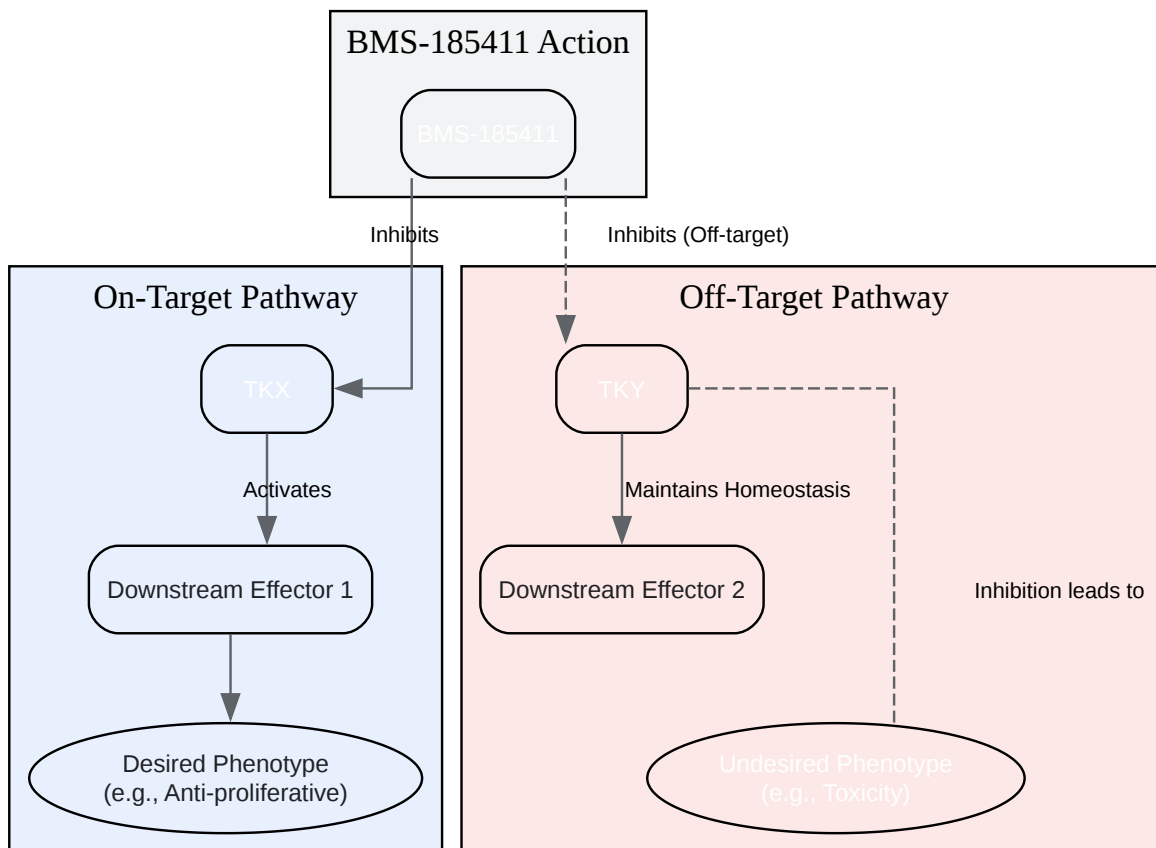 BMS-185411 Action
BMS-185411
Inhibits
Inhibits (Off-target)
On-Target Pathway
Off-Target Pathway
TKX
TKY
Activates
Maintains Homeostasis
Downstream Effector 1
Downstream Effector 2
Inhibition leads to
Desired Phenotype
(e.g., Anti-proliferative)
Undesired Phenotype
(e.g., Toxicity)